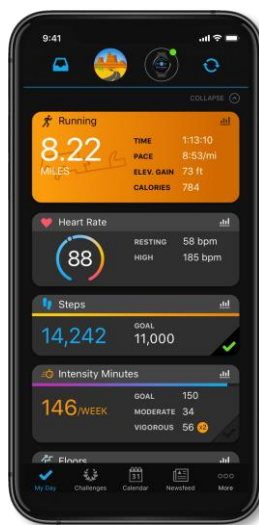 9:41
COLLAPSE
Running
8.22
MILES
TIME 1:13:10
PACE 8:53/mi
ELEV. GAIN 73 ft
CALORIES 784
Heart Rate
88
RESTING 58 bpm
HIGH 185 bpm
Steps
14,242
GOAL
11,000
Intensity Minutes
146/WEEK
GOAL 150
MODERATE 34
VIGOROUS 56 x2
Floors
31
My Day Challenges Calendar Newsfeed More